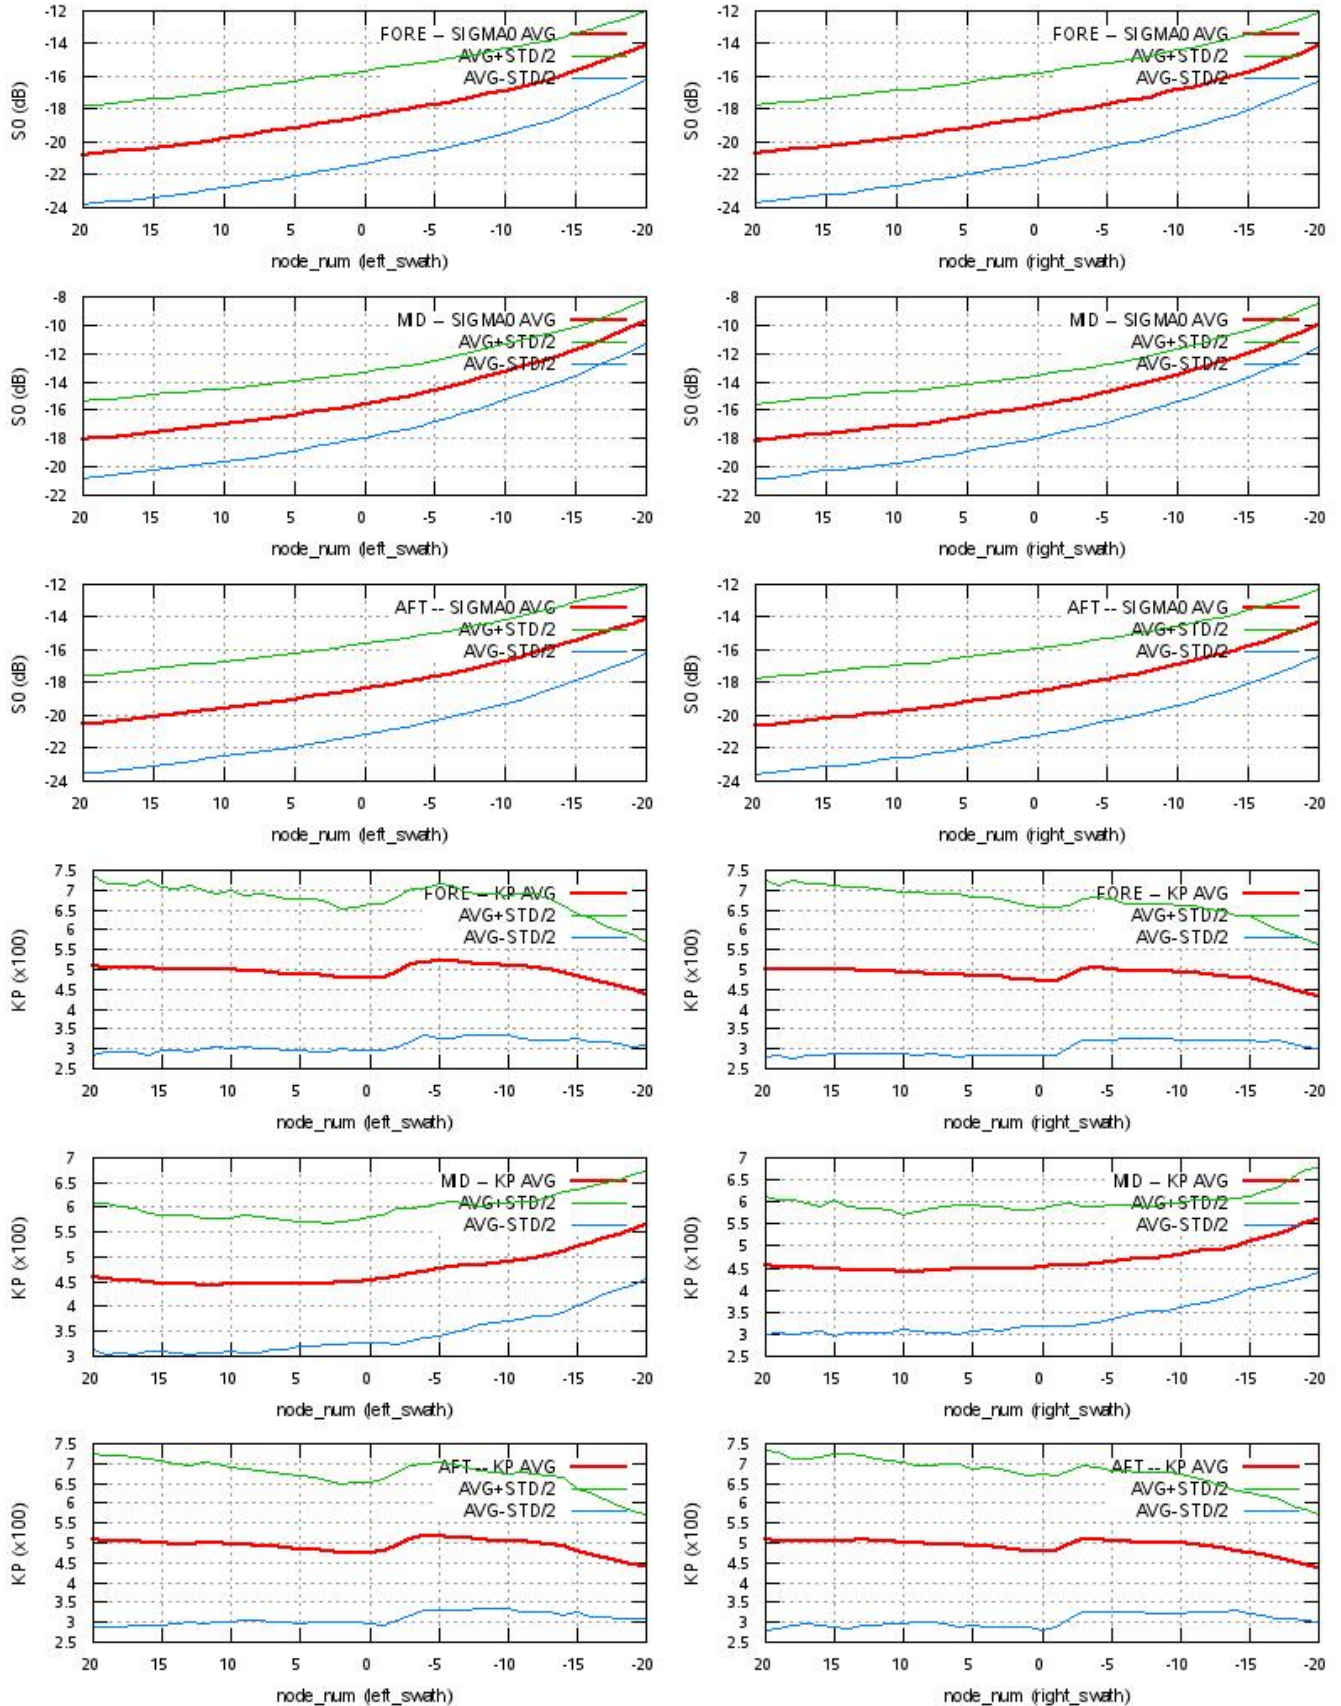 -12
-14
-16
-18
-20
-22
-24
S0 (dB)
FORE -- SIGMA0 AVG
AVG+STD/2
AVG-STD/2
20 15 10 5 0 -5 -10 -15 -20
node_num (left_swath)
-12
-14
-16
-18
-20
-22
-24
S0 (dB)
FORE -- SIGMA0 AVG
AVG+STD/2
AVG-STD/2
20 15 10 5 0 -5 -10 -15 -20
node_num (right_swath)
-8
-10
-12
-14
-16
-18
-20
-22
S0 (dB)
MID -- SIGMA0 AVG
AVG+STD/2
AVG-STD/2
20 15 10 5 0 -5 -10 -15 -20
node_num (left_swath)
-8
-10
-12
-14
-16
-18
-20
-22
S0 (dB)
MID -- SIGMA0 AVG
AVG+STD/2
AVG-STD/2
20 15 10 5 0 -5 -10 -15 -20
node_num (right_swath)
-12
-14
-16
-18
-20
-22
-24
S0 (dB)
AFT -- SIGMA0 AVG
AVG+STD/2
AVG-STD/2
20 15 10 5 0 -5 -10 -15 -20
node_num (left_swath)
-12
-14
-16
-18
-20
-22
-24
S0 (dB)
AFT -- SIGMA0 AVG
AVG+STD/2
AVG-STD/2
20 15 10 5 0 -5 -10 -15 -20
node_num (right_swath)
7.5
7
6.5
6
5.5
5
4.5
4
3.5
3
2.5
KP (x100)
FORE -- KP AVG
AVG+STD/2
AVG-STD/2
20 15 10 5 0 -5 -10 -15 -20
node_num (left_swath)
7.5
7
6.5
6
5.5
5
4.5
4
3.5
3
2.5
KP (x100)
FORE -- KP AVG
AVG+STD/2
AVG-STD/2
20 15 10 5 0 -5 -10 -15 -20
node_num (right_swath)
7
6.5
6
5.5
5
4.5
4
3.5
3
KP (x100)
MID -- KP AVG
AVG+STD/2
AVG-STD/2
20 15 10 5 0 -5 -10 -15 -20
node_num (left_swath)
7
6.5
6
5.5
5
4.5
4
3.5
3
2.5
KP (x100)
MID -- KP AVG
AVG+STD/2
AVG-STD/2
20 15 10 5 0 -5 -10 -15 -20
node_num (right_swath)
7.5
7
6.5
6
5.5
5
4.5
4
3.5
3
2.5
KP (x100)
AFT -- KP AVG
AVG+STD/2
AVG-STD/2
20 15 10 5 0 -5 -10 -15 -20
node_num (left_swath)
7.5
7
6.5
6
5.5
5
4.5
4
3.5
3
2.5
KP (x100)
AFT -- KP AVG
AVG+STD/2
AVG-STD/2
20 15 10 5 0 -5 -10 -15 -20
node_num (right_swath)